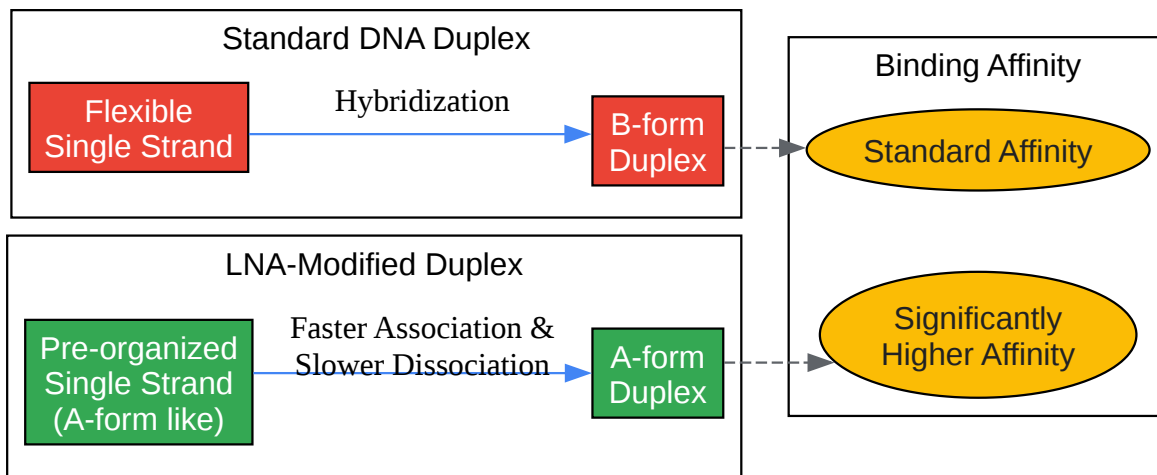 Standard DNA Duplex
Flexible
Single Strand
Hybridization
B-form
Duplex
LNA-Modified Duplex
Pre-organized
Single Strand
(A-form like)
Faster Association &
Slower Dissociation
A-form
Duplex
Binding Affinity
Standard Affinity
Significantly
Higher Affinity